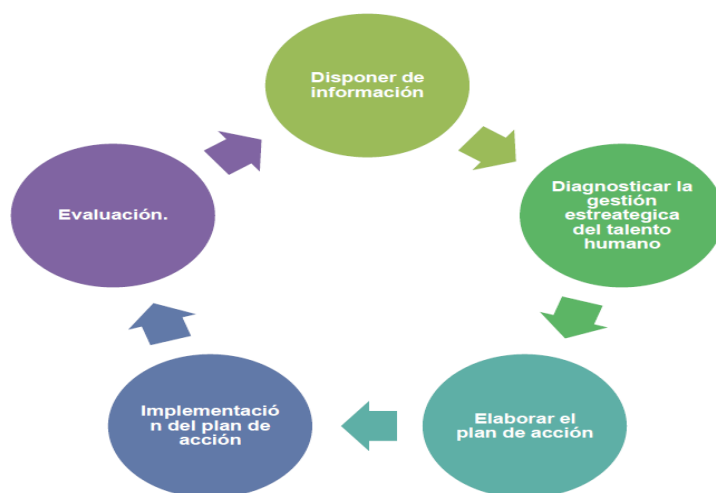 Disponer de
información
Diagnosticar la
gestión
estreategica
del talento
humano
Elaborar el
plan de acción
Implementació
n del plan de
acción
Evaluación.